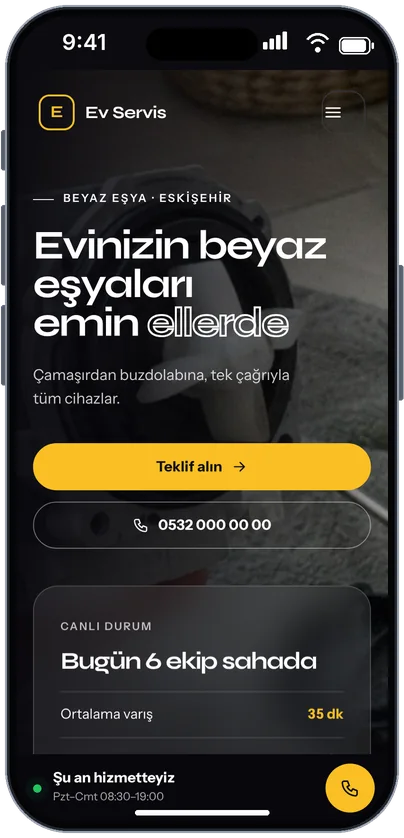 9:41
E
Ev Servis
BEYAZ EŞYA · ESKİŞEHİR
Evinizin beyaz
eşyaları
emin ellerde
Çamaşırdan buzdolabına, tek çağrıyla
tüm cihazlar.
Teklif alın →
0532 000 00 00
CANLI DURUM
Bugün 6 ekip sahada
Ortalama varış 35 dk
Şu an hizmetteyiz
Pzt–Cmt 08:30–19:00